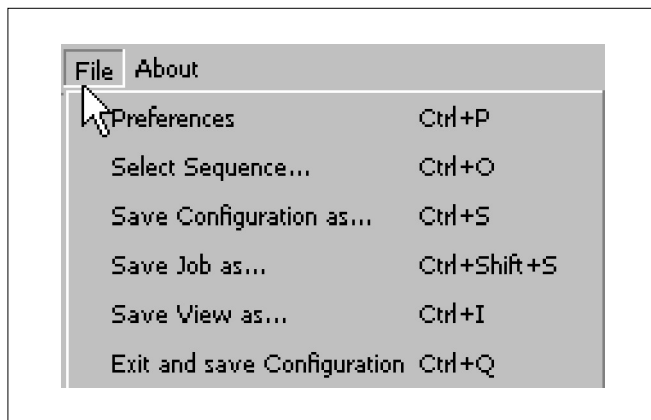 File About
Preferences Ctrl+P
Select Sequence... Ctrl+O
Save Configuration as... Ctrl+S
Save Job as... Ctrl+Shift+S
Save View as... Ctrl+I
Exit and save Configuration Ctrl+Q